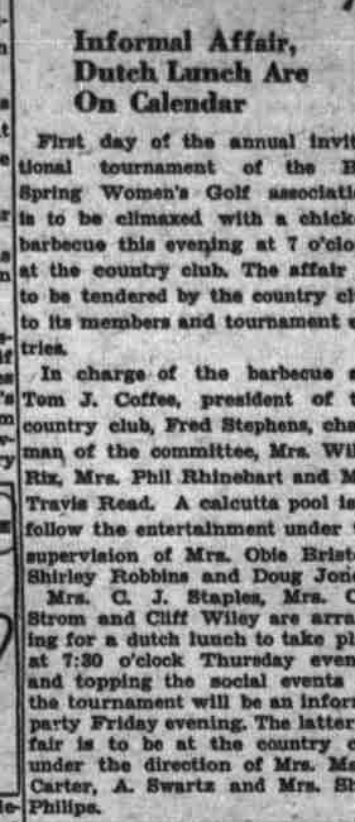 Informal Affair,
Dutch Lunch Are
On Calendar
First day of the annual invit
tional tournament of the B
Spring Women's Golf associati
is to be climaxed with a chick
barbecue this evening at 7 o'clo
at the country club. The affair
to be tendered by the country cl
to its members and tournament e
tries.
In charge of the barbecue a
Tom J. Coffee, president of t
country club, Fred Stephens, cha
man of the committee, Mrs. Wil
Rix, Mrs. Phil Rhinehart and M
Travis Read. A calcutta pool is
follow the entertainment under
supervision of Mrs. Obie Brist
Shirley Robbins and Doug Jon
Mrs. C. J. Staples, Mrs. C
Strom and Cliff Wiley are arra
ing for a dutch lunch to take pl
at 7:30 o'clock Thursday even
and topping the social events
the tournament will be an infor
party Friday evening. The latter
fair is to be at the country c
under the direction of Mrs. M
Carter, A. Swartz and Mrs. Sh
Philips.